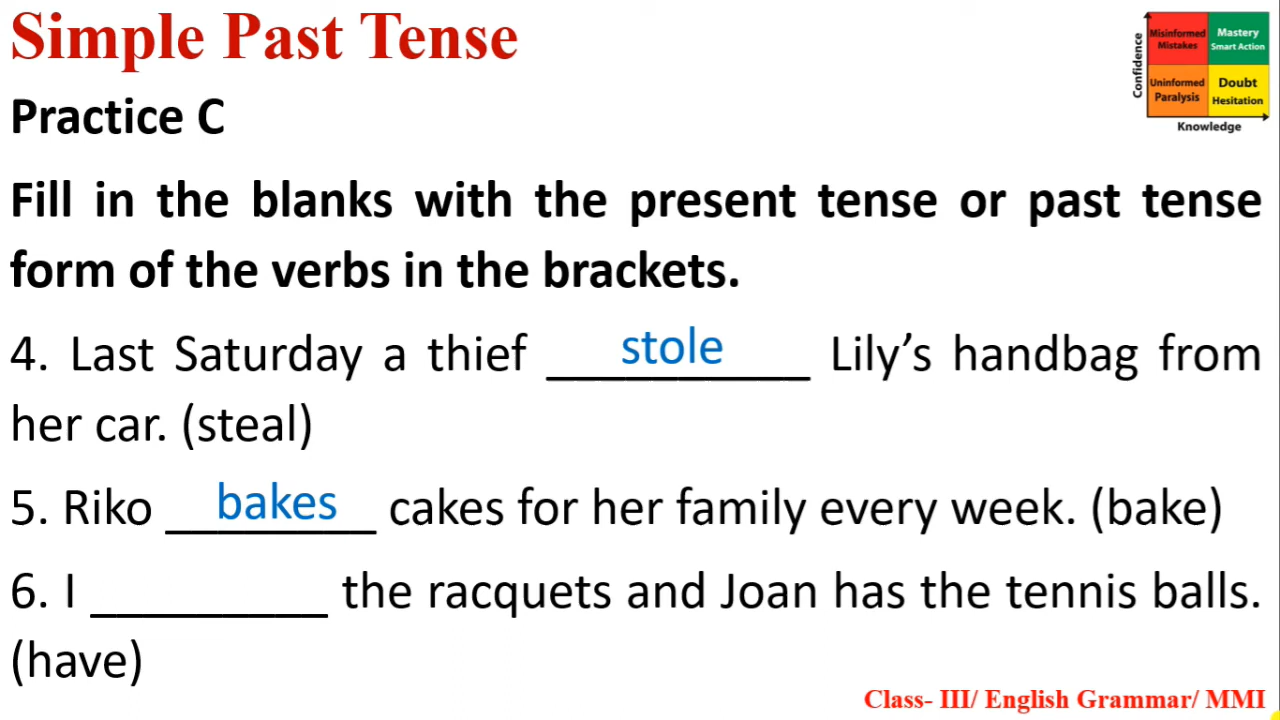 Simple Past Tense
Confidence
Misinformed
Mistakes
Mastery
Smart Action
Uninformed
Paralysis
Doubt
Hesitation
Knowledge
Practice C
Fill in the blanks with the present tense or past tense
form of the verbs in the brackets.
4. Last Saturday a thief __________ Lily’s handbag from
stole
her car. (steal)
5. Riko ________ cakes for her family every week. (bake)
bakes
6. I _________ the racquets and Joan has the tennis balls.
(have)
Class- III/ English Grammar/ MMI